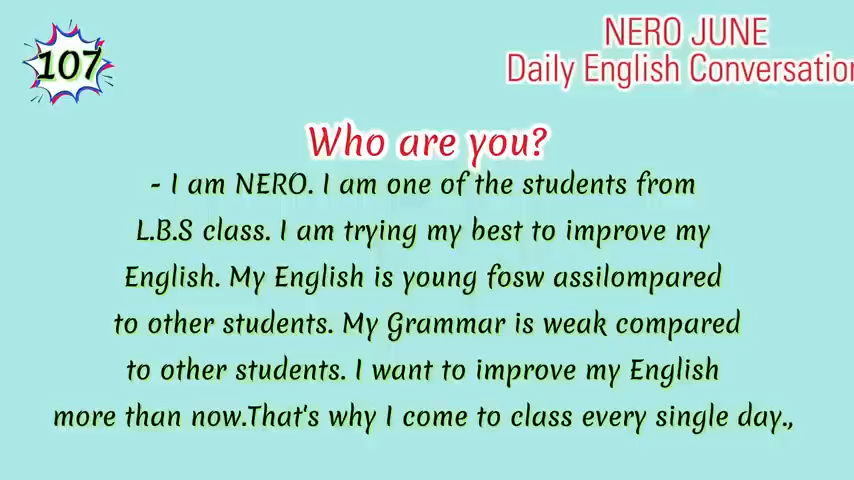 107
NERO JUNE
Daily English Conversation
Who are you?
- I am NERO. I am one of the students from
L.B.S class. I am trying my best to improve my
English. My English is young fosw assilompared
to other students. My Grammar is weak compared
to other students. I want to improve my English
more than now.That's why I come to class every single day.,